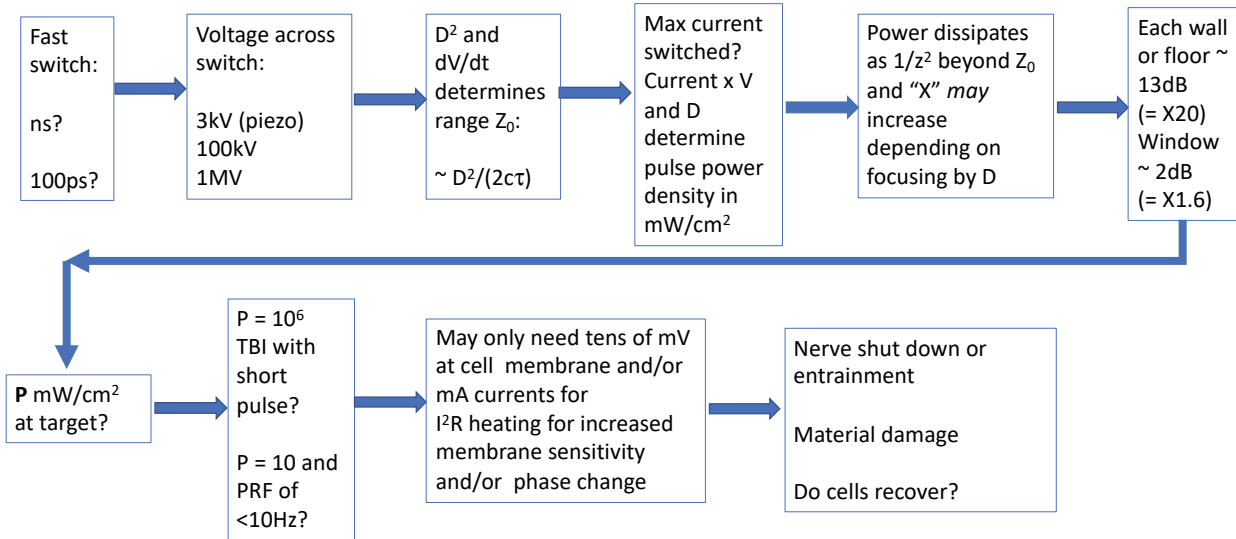 Fast
switch:
ns?
100ps?
Voltage across
switch:
3kV (piezo)
100kV
1MV
D² and
dV/dt
determines
range Z₀:
~ D²/(2cτ)
Max current
switched?
Current x V
and D
determine
pulse power
density in
mW/cm²
Power dissipates
as 1/z² beyond Z₀
and “X” may
increase
depending on
focusing by D
Each wall
or floor ~
13dB
(= X20)
Window
~ 2dB
(= X1.6)
P mW/cm²
at target?
P = 10⁶
TBI with
short
pulse?
P = 10 and
PRF of
<10Hz?
May only need tens of mV
at cell membrane and/or
mA currents for
I²R heating for increased
membrane sensitivity
and/or phase change
Nerve shut down or
entrainment
Material damage
Do cells recover?